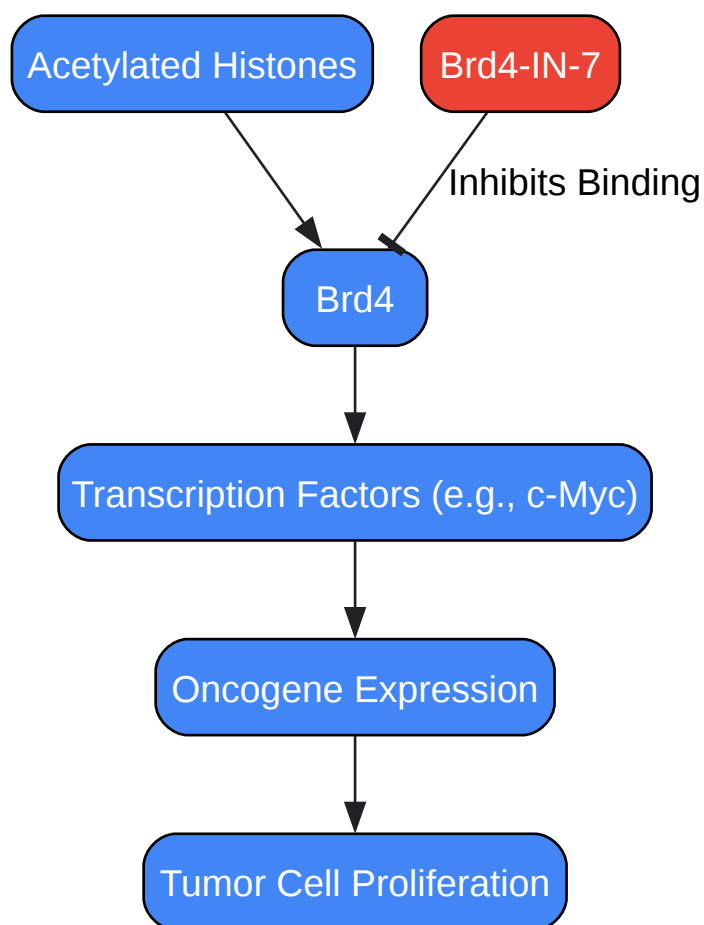 Acetylated Histones
Brd4-IN-7
Inhibits Binding
Brd4
Transcription Factors (e.g., c-Myc)
Oncogene Expression
Tumor Cell Proliferation